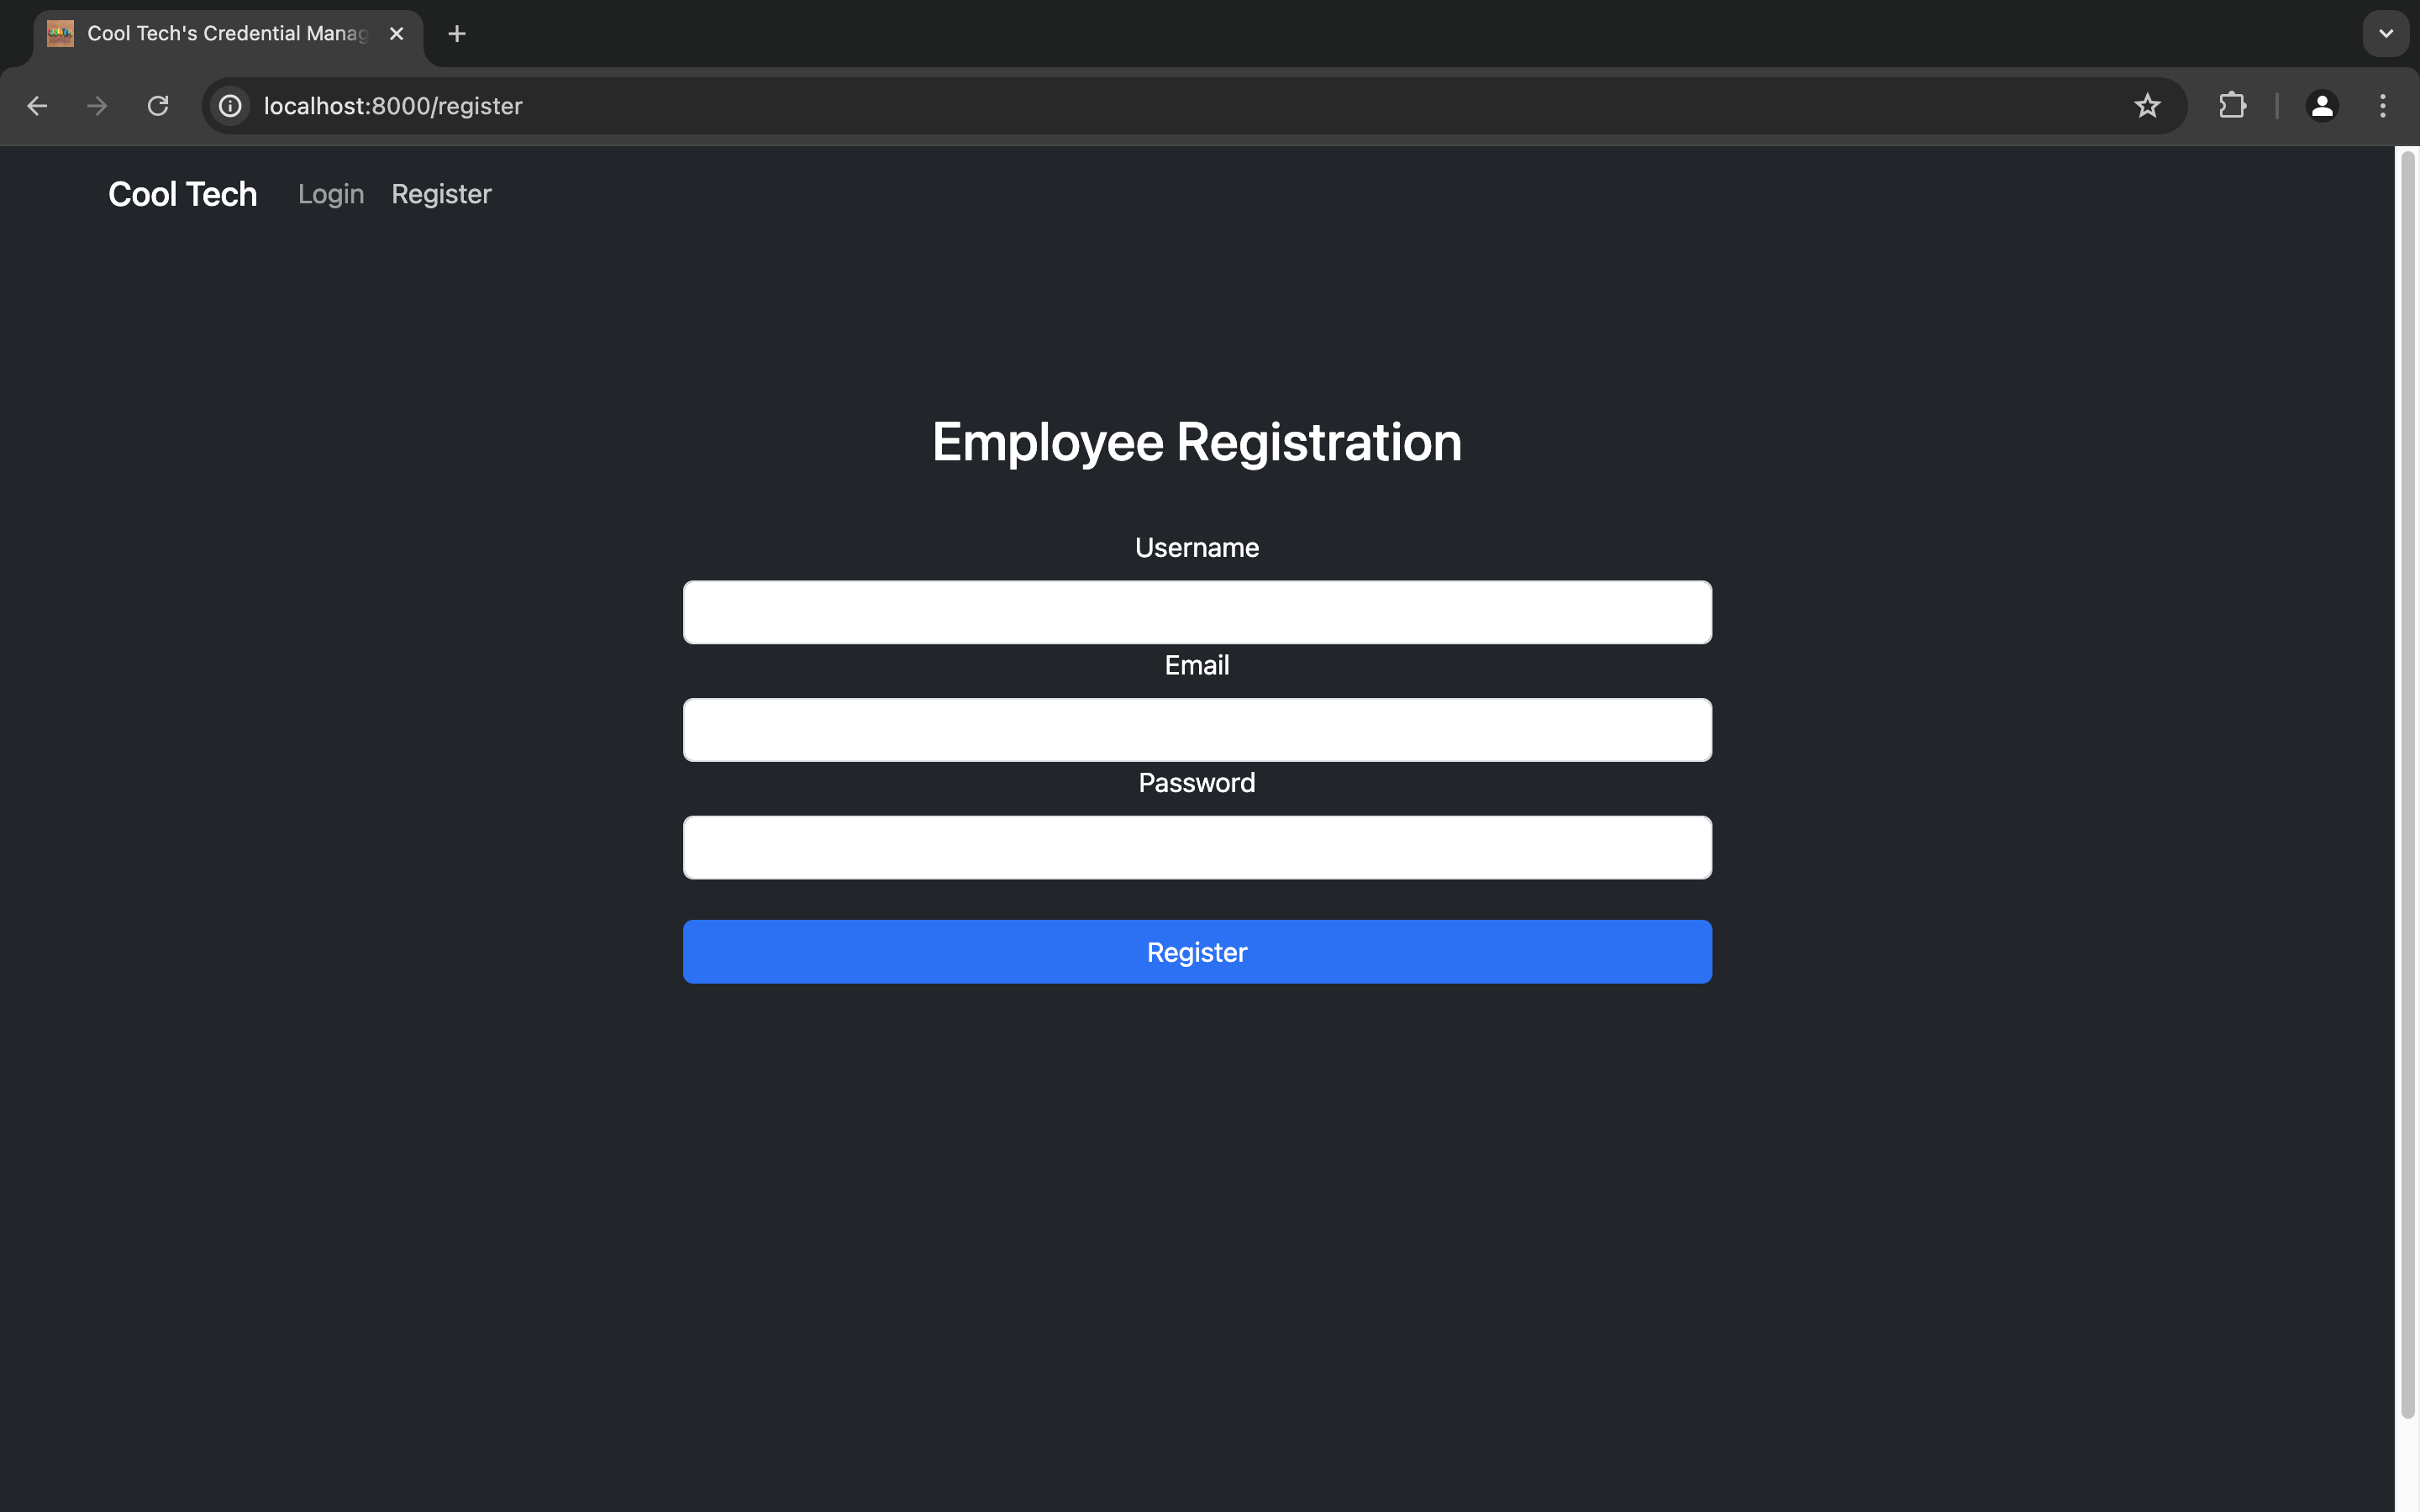 Cool Tech's Credential Manag
localhost:8000/register
Cool Tech Login Register
Employee Registration
Username
Email
Password
Register